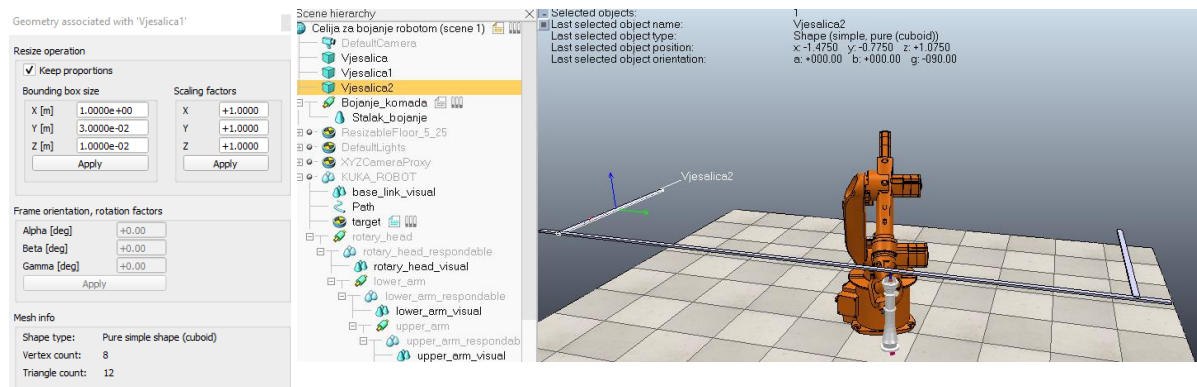 Geometry associated with 'Vjesalica1'
Resize operation
Keep proportions
Bounding box size
Scaling factors
X [m] 1.0000e+00
X +1.0000
Y [m] 3.0000e-02
Y +1.0000
Z [m] 1.0000e-02
Z +1.0000
Apply
Apply
Frame orientation, rotation factors
Alpha [deg] +0.00
Beta [deg] +0.00
Gamma [deg] +0.00
Apply
Mesh info
Shape type: Pure simple shape (cuboid)
Vertex count: 8
Triangle count: 12
Scene hierarchy
Celija za bojanje robotom (scene 1)
DefaultCamera
Vjesalica
Vjesalica1
Vjesalica2
Bojanje_komada
Stalak_bojanje
ResizableFloor_5_25
DefaultLights
XYZCameraProxy
KUKA_ROBOT
base_link_visual
Path
target
rotary_head
rotary_head_respondable
rotary_head_visual
lower_arm
lower_arm_respondable
lower_arm_visual
upper_arm
upper_arm_respondab
upper_arm_visual
Selected objects: 1
Last selected object name: Vjesalica2
Last selected object type: Shape (simple, pure (cuboid))
Last selected object position: x: -1.4750 y: -0.7750 z: +1.0750
Last selected object orientation: a: +000.00 b: +000.00 g: -090.00
Vjesalica2